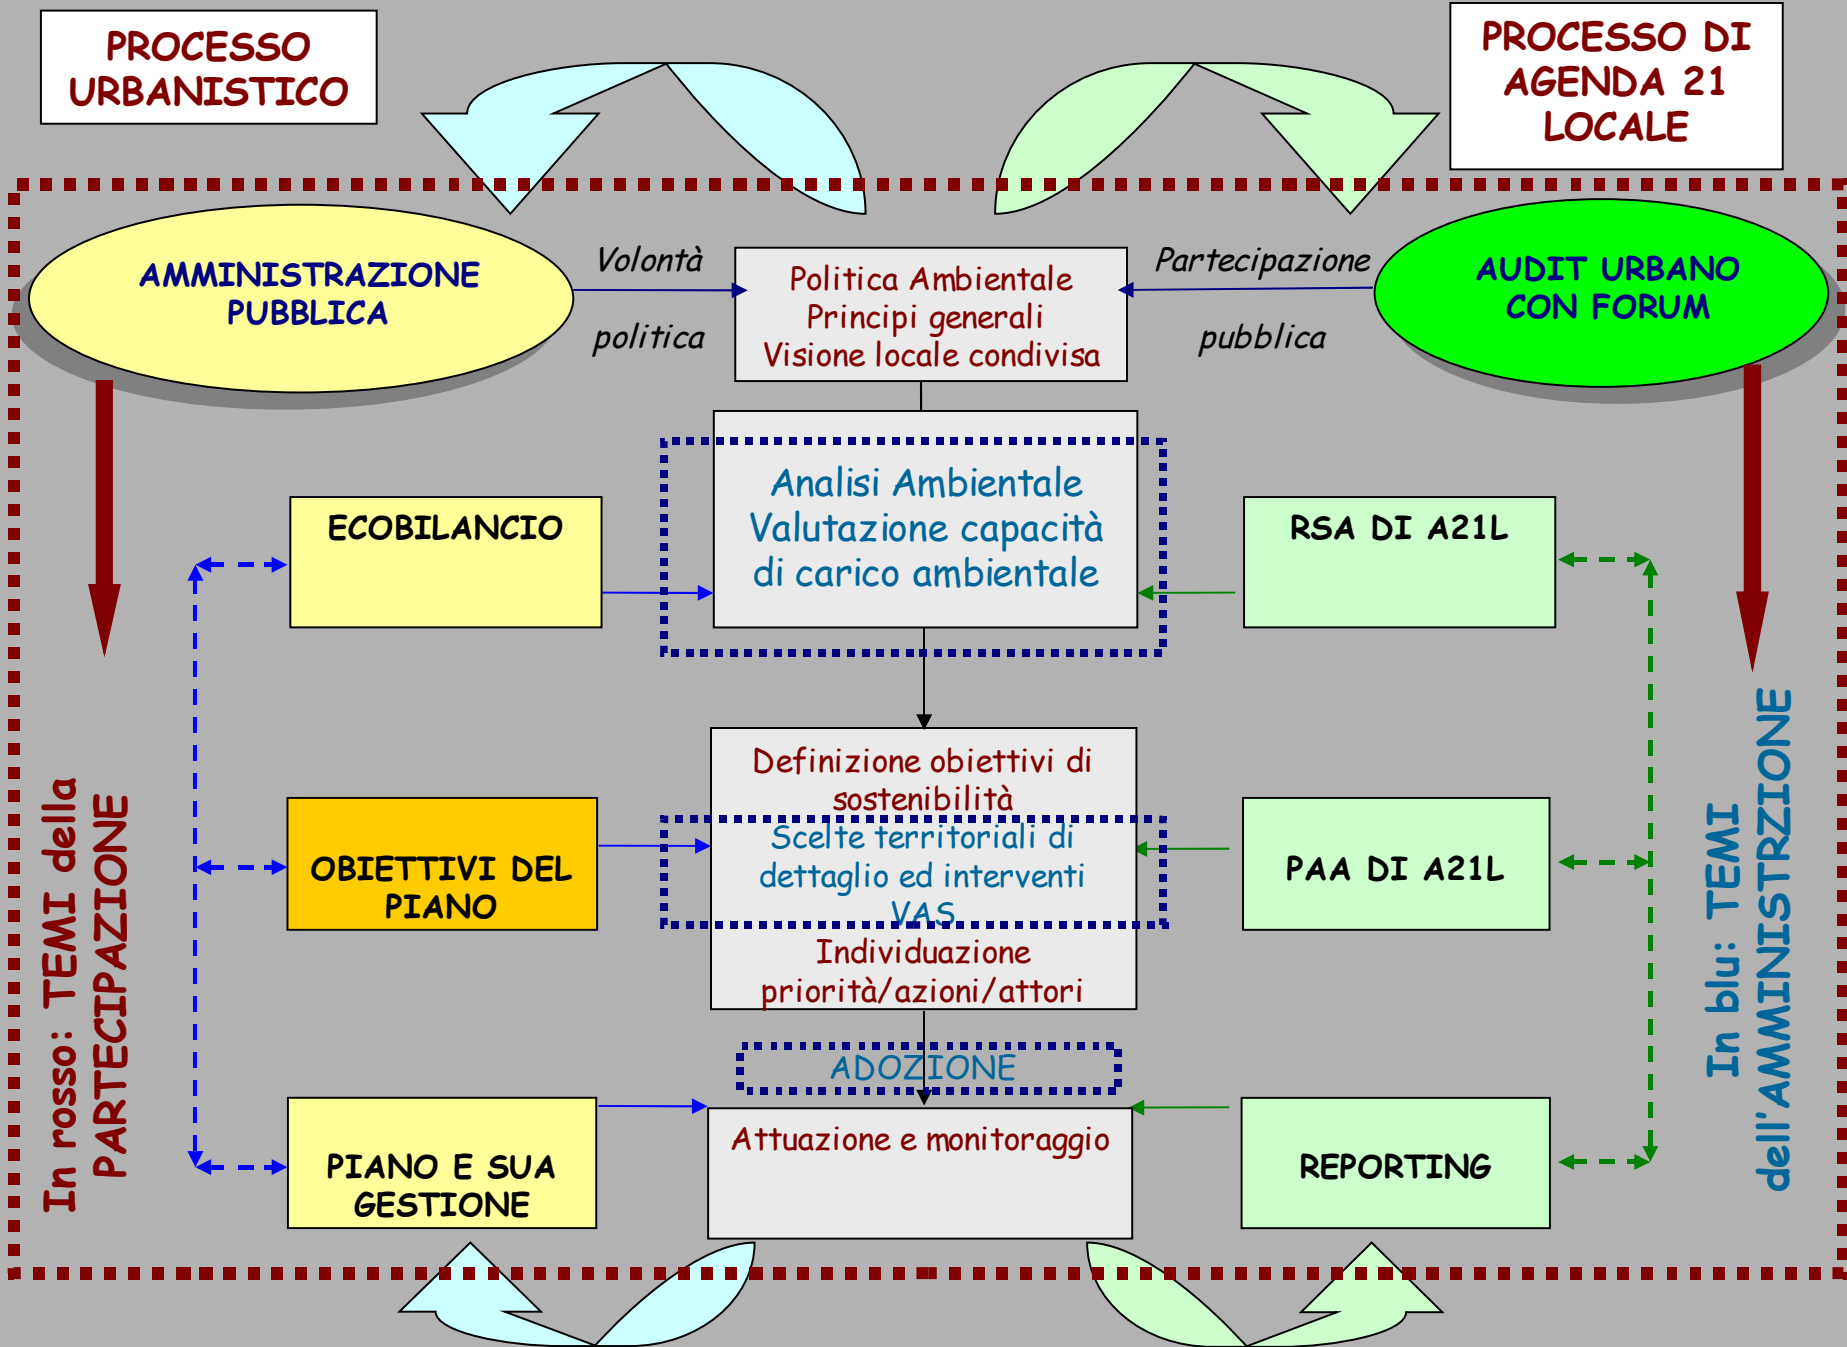 PROCESSO
URBANISTICO
PROCESSO DI
AGENDA 21
LOCALE
AMMINISTRAZIONE
PUBBLICA
Volontà
politica
Politica Ambientale
Principi generali
Visione locale condivisa
Partecipazione
pubblica
AUDIT URBANO
CON FORUM
Analisi Ambientale
Valutazione capacità
di carico ambientale
ECOBILANCIO
RSA DI A21L
Definizione obiettivi di
sostenibilità
Scelte territoriali di
dettaglio ed interventi
VAS
Individuazione
priorità/azioni/attori
OBIETTIVI DEL
PIANO
PAA DI A21L
ADOZIONE
Attuazione e monitoraggio
PIANO E SUA
GESTIONE
REPORTING
In rosso: TEMI della
PARTECIPAZIONE
In blu: TEMI
dell'AMMINISTRZIONE